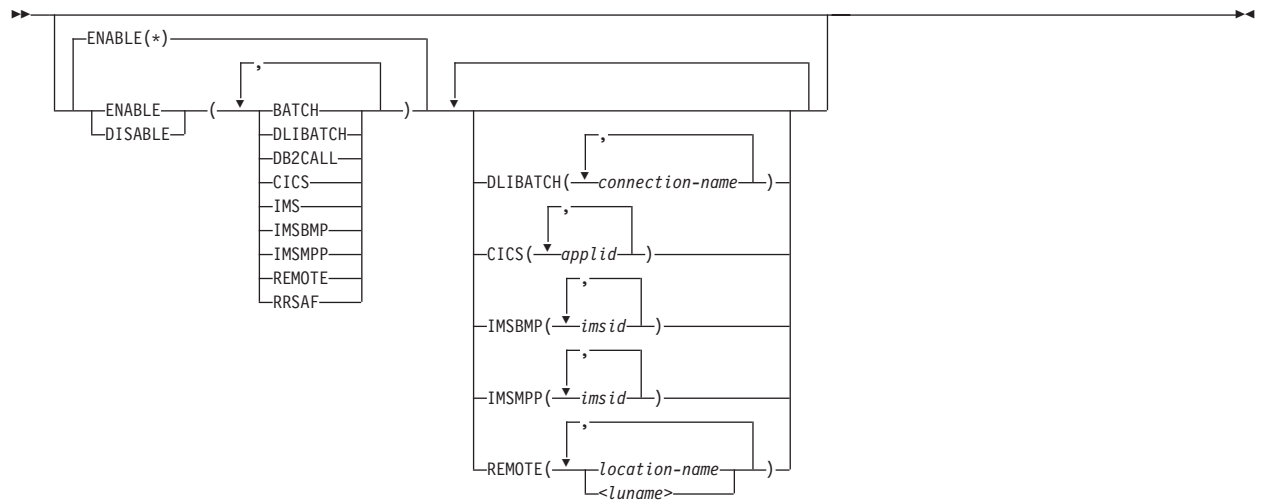 ENABLE(*)
,
ENABLE ( BATCH )
DISABLE DLIBATCH
DB2CALL
CICS
IMS
IMSBMP
IMSMPP
REMOTE
RRSAF
,
DLIBATCH( connection-name )
,
CICS( applid )
,
IMSBMP( imsid )
,
IMSMPP( imsid )
,
REMOTE( location-name )
<luname>